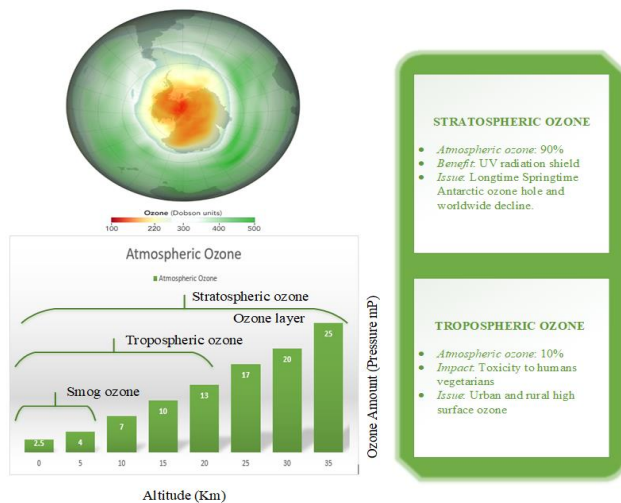 Ozone (Dobson units)
100 220 300 340 500
Atmospheric Ozone
Atmospheric Ozone
Stratospheric ozone
Ozone layer
Tropospheric ozone
Smog ozone
2.5 4 7 10 13 17 20 25
0 5 10 15 20 25 30 35
Altitude (Km)
Ozone Amount (Pressure mP)
STRATOSPHERIC OZONE
• Atmospheric ozone: 90%
• Benefit: UV radiation shield
• Issue: Longtime Springtime
Antarctic ozone hole and
worldwide decline.
TROPOSPHERIC OZONE
• Atmospheric ozone: 10%
• Impact: Toxicity to humans
vegetarians
• Issue: Urban and rural high
surface ozone